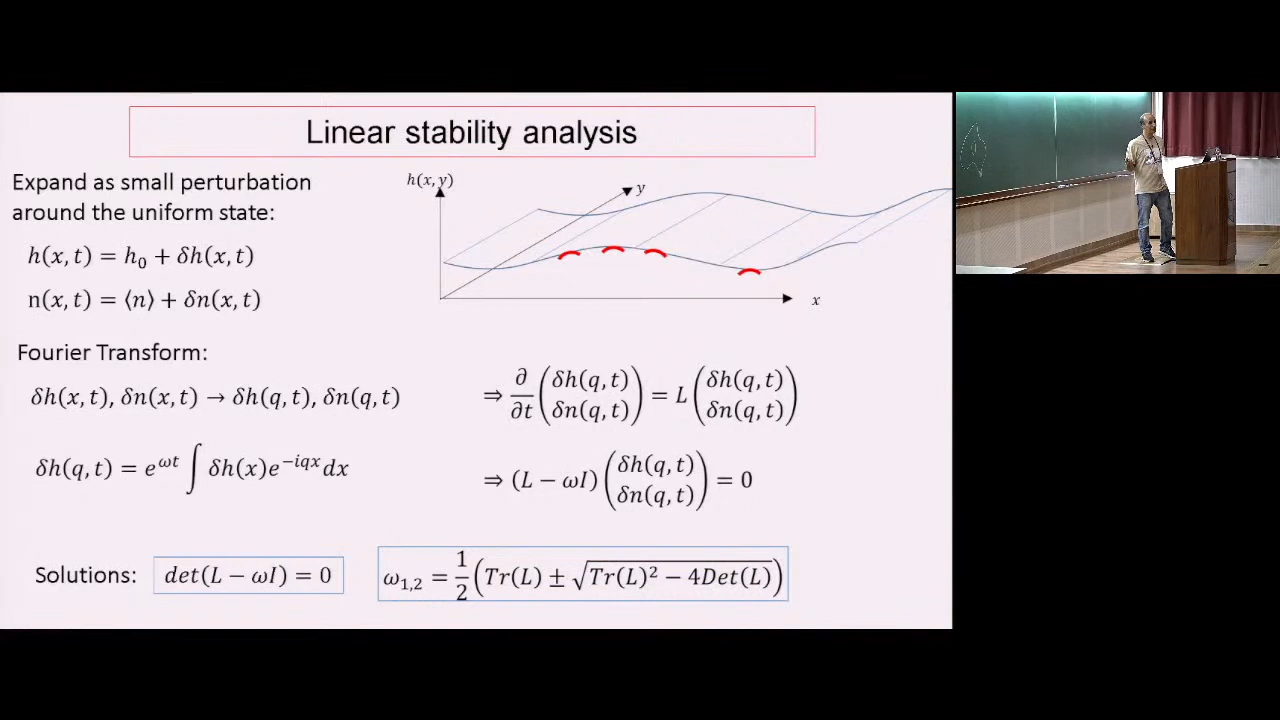 Linear stability analysis
Expand as small perturbation
around the uniform state:
h(x, t) = h₀ + δh(x, t)
n(x, t) = ⟨n⟩ + δn(x, t)
h(x, y)
y
x
Fourier Transform:
δh(x, t), δn(x, t) → δh(q, t), δn(q, t)
δh(q, t) = e^{ωt} ∫ δh(x)e^{−iqx}dx
⇒ ∂/∂t (δh(q, t) δn(q, t)) = L (δh(q, t) δn(q, t))
⇒ (L − ωI) (δh(q, t) δn(q, t)) = 0
Solutions: det(L − ωI) = 0
ω₁,₂ = 1/2 (Tr(L) ± √(Tr(L)² − 4Det(L)))